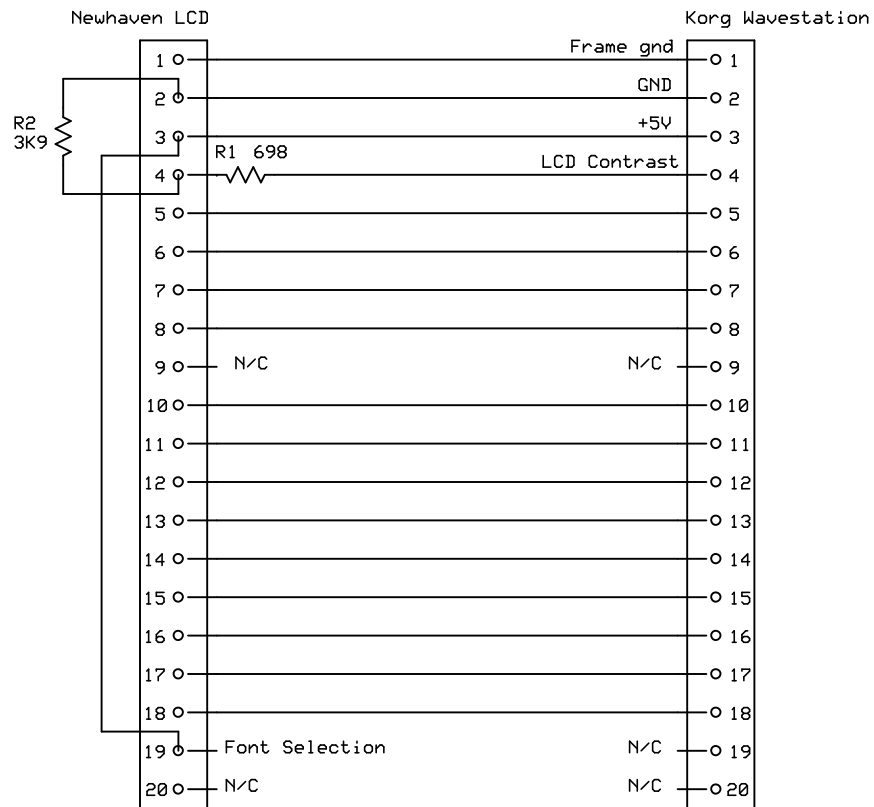 Newhaven LCD Korg Wavestation
1 Frame gnd 1
2 GND 2
R2
3K9
3 +5V 3
R1 698
4 LCD Contrast 4
5 5
6 6
7 7
8 8
9 N/C N/C 9
10 10
11 11
12 12
13 13
14 14
15 15
16 16
17 17
18 18
19 Font Selection N/C 19
20 N/C N/C 20